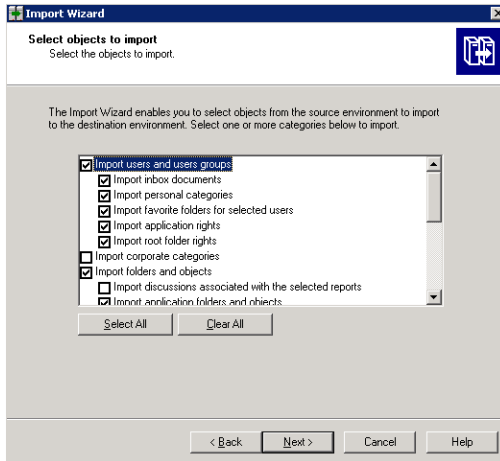 Import Wizard
Select objects to import
Select the objects to import.
The Import Wizard enables you to select objects from the source environment to import
to the destination environment. Select one or more categories below to import.
Import users and users groups
Import inbox documents
Import personal categories
Import favorite folders for selected users
Import application rights
Import root folder rights
Import corporate categories
Import folders and objects
Import discussions associated with the selected reports
Import application folders and objects
Select All
Clear All
< Back
Next >
Cancel
Help